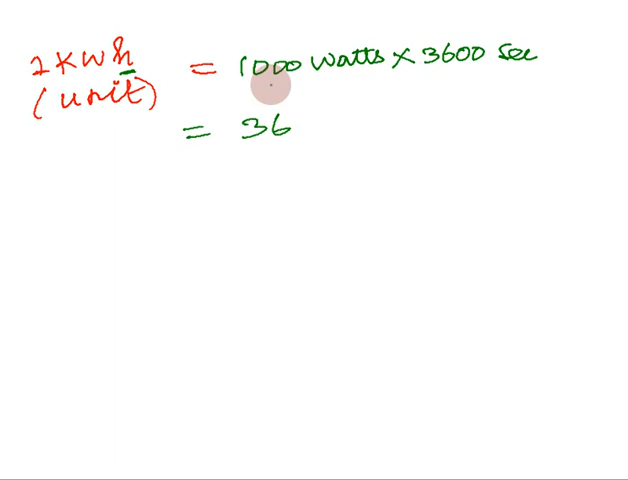 1 KWh = 1000 watts × 3600 sec
(unit)
= 36